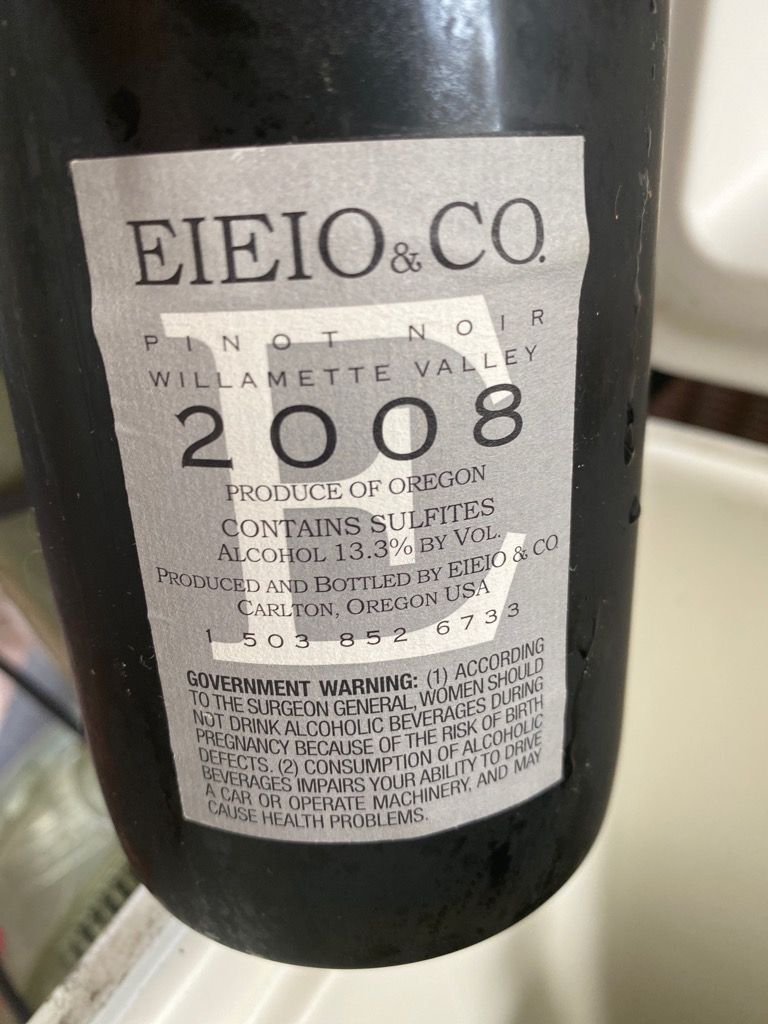 EIEIO & CO.
PINOT NOIR
WILLAMETTE VALLEY
2008
PRODUCE OF OREGON
CONTAINS SULFITES
ALCOHOL 13.3% BY VOL.
PRODUCED AND BOTTLED BY EIEIO & CO
CARLTON, OREGON USA
1 503 852 6733
E
GOVERNMENT WARNING: (1) ACCORDING
TO THE SURGEON GENERAL, WOMEN SHOULD
NOT DRINK ALCOHOLIC BEVERAGES DURING
PREGNANCY BECAUSE OF THE RISK OF BIRTH
DEFECTS. (2) CONSUMPTION OF ALCOHOLIC
BEVERAGES IMPAIRS YOUR ABILITY TO DRIVE
A CAR OR OPERATE MACHINERY, AND MAY
CAUSE HEALTH PROBLEMS.